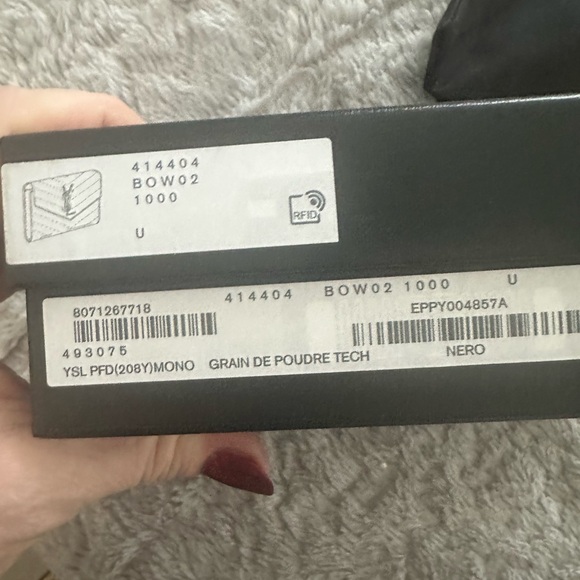 YSL
414404
BOW02
1000
U
RFID
414404 BOW02 1000 U
8071267718
EPPY004857A
493075
YSL PFD(208Y)MONO GRAIN DE POUDRE TECH NERO